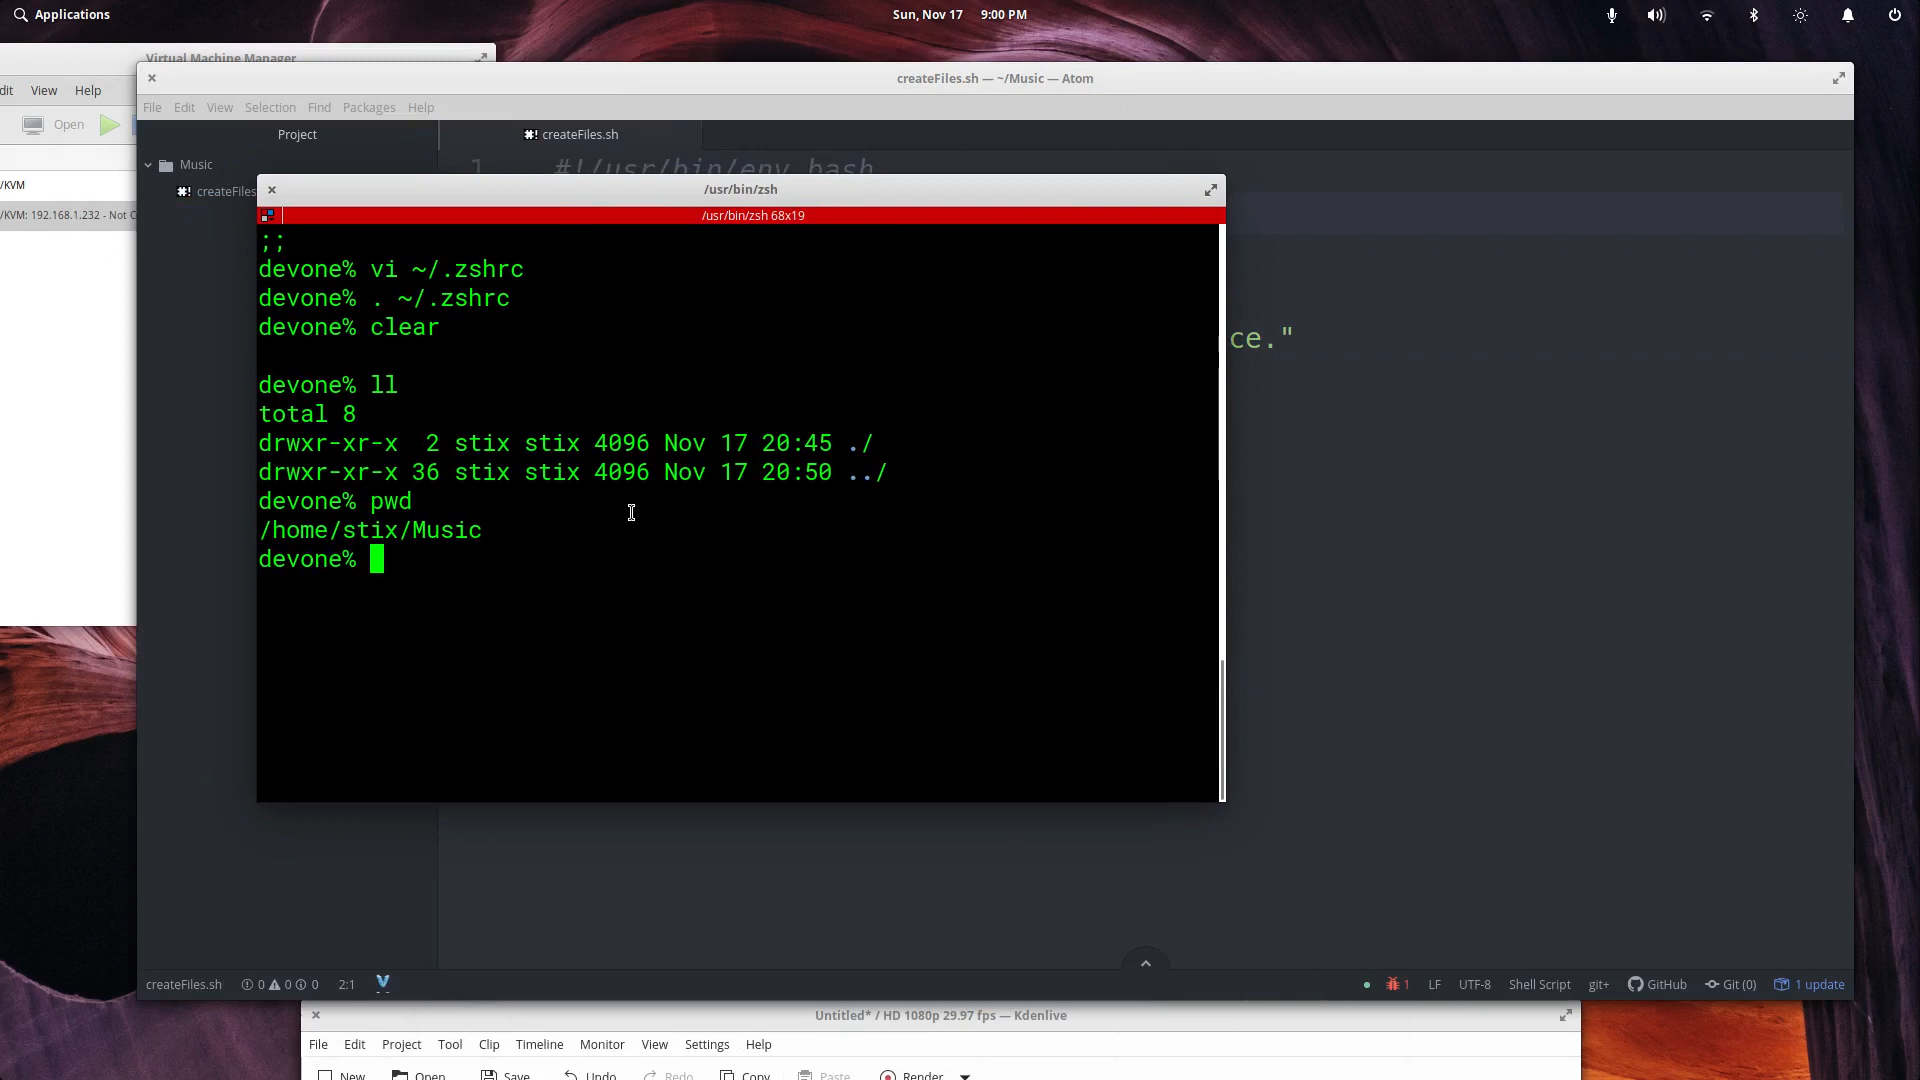 Applications
Sun, Nov 17 9:00 PM
Virtual Machine Manager
dit View Help
Open
/KVM
/KVM: 192.168.1.232 - Not C
createFiles.sh — ~/Music — Atom
File Edit View Selection Find Packages Help
Project
createFiles.sh
Music
createFiles
1 #!/usr/bin/env bash
ce."
/usr/bin/zsh
/usr/bin/zsh 68x19
;;
devone% vi ~/.zshrc
devone% . ~/.zshrc
devone% clear
devone% ll
total 8
drwxr-xr-x  2 stix stix 4096 Nov 17 20:45 ./
drwxr-xr-x 36 stix stix 4096 Nov 17 20:50 ../
devone% pwd
/home/stix/Music
devone%
createFiles.sh 0 0 0 2:1
1 LF UTF-8 Shell Script git+ GitHub Git (0) 1 update
Untitled* / HD 1080p 29.97 fps — Kdenlive
File Edit Project Tool Clip Timeline Monitor View Settings Help
New Open Save Undo Redo Copy Paste Render